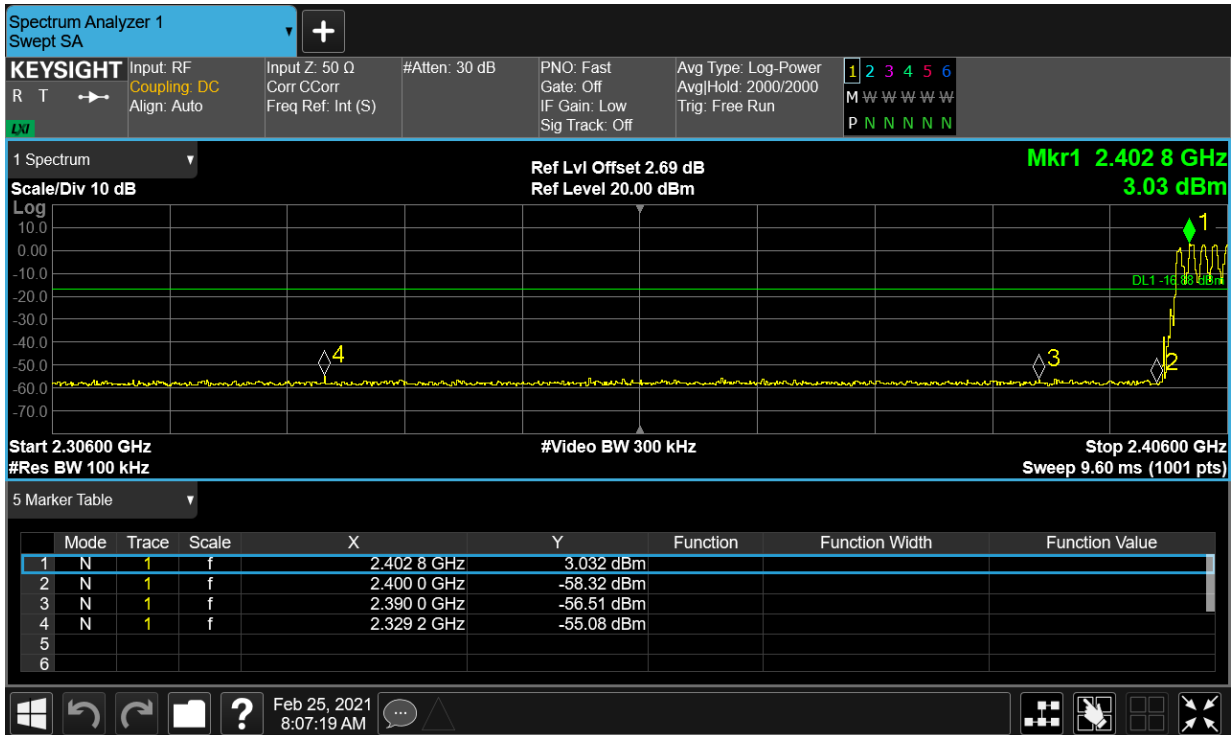 Spectrum Analyzer 1
Swept SA
KEYSIGHT
R T
LXI
Input: RF
Coupling: DC
Align: Auto
Input Z: 50 Ω
Corr CCorr
Freq Ref: Int (S)
#Atten: 30 dB
PNO: Fast
Gate: Off
IF Gain: Low
Sig Track: Off
Avg Type: Log-Power
Avg|Hold: 2000/2000
Trig: Free Run
1 2 3 4 5 6
M W W W W W
P N N N N N
1 Spectrum
Ref Lvl Offset 2.69 dB
Mkr1 2.402 8 GHz
Scale/Div 10 dB
Ref Level 20.00 dBm
3.03 dBm
Log
10.0
0.00
-10.0
-20.0
-30.0
-40.0
-50.0
-60.0
-70.0
1
DL1 -16.88 dBm
4
3
2
Start 2.30600 GHz
#Video BW 300 kHz
Stop 2.40600 GHz
#Res BW 100 kHz
Sweep 9.60 ms (1001 pts)
5 Marker Table
Mode Trace Scale X Y Function Function Width Function Value
1 N 1 f 2.402 8 GHz 3.032 dBm
2 N 1 f 2.400 0 GHz -58.32 dBm
3 N 1 f 2.390 0 GHz -56.51 dBm
4 N 1 f 2.329 2 GHz -55.08 dBm
5
6
?
Feb 25, 2021
8:07:19 AM